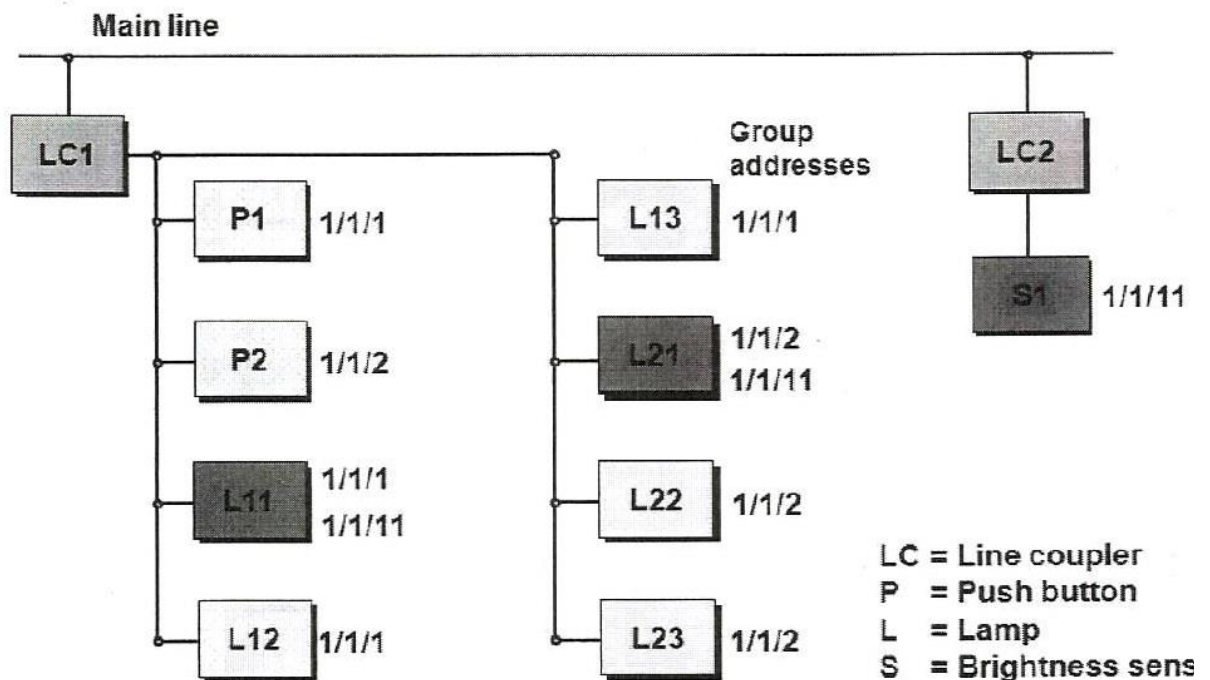 Main line
LC1
Group
addresses
LC2
P1 1/1/1
L13 1/1/1
S1 1/1/11
P2 1/1/2
L21 1/1/2
1/1/11
L11 1/1/1
1/1/11
L22 1/1/2
L12 1/1/1
L23 1/1/2
LC = Line coupler
P = Push button
L = Lamp
S = Brightness sens